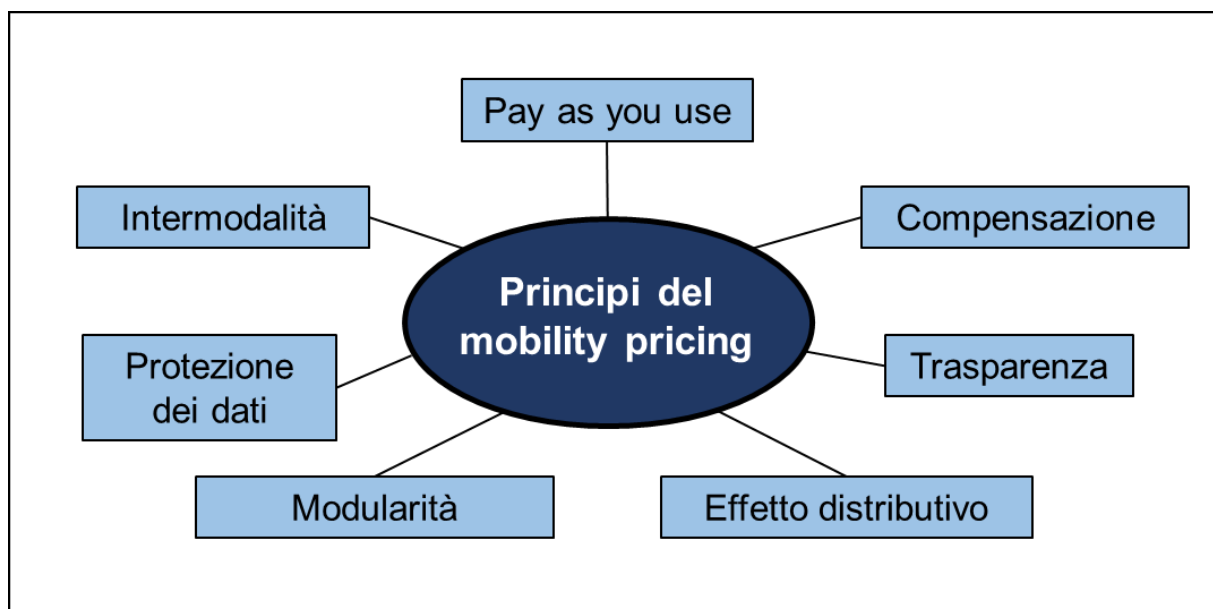 Pay as you use
Intermodalità
Compensazione
Principi del
mobility pricing
Protezione
dei dati
Trasparenza
Modularità
Effetto distributivo